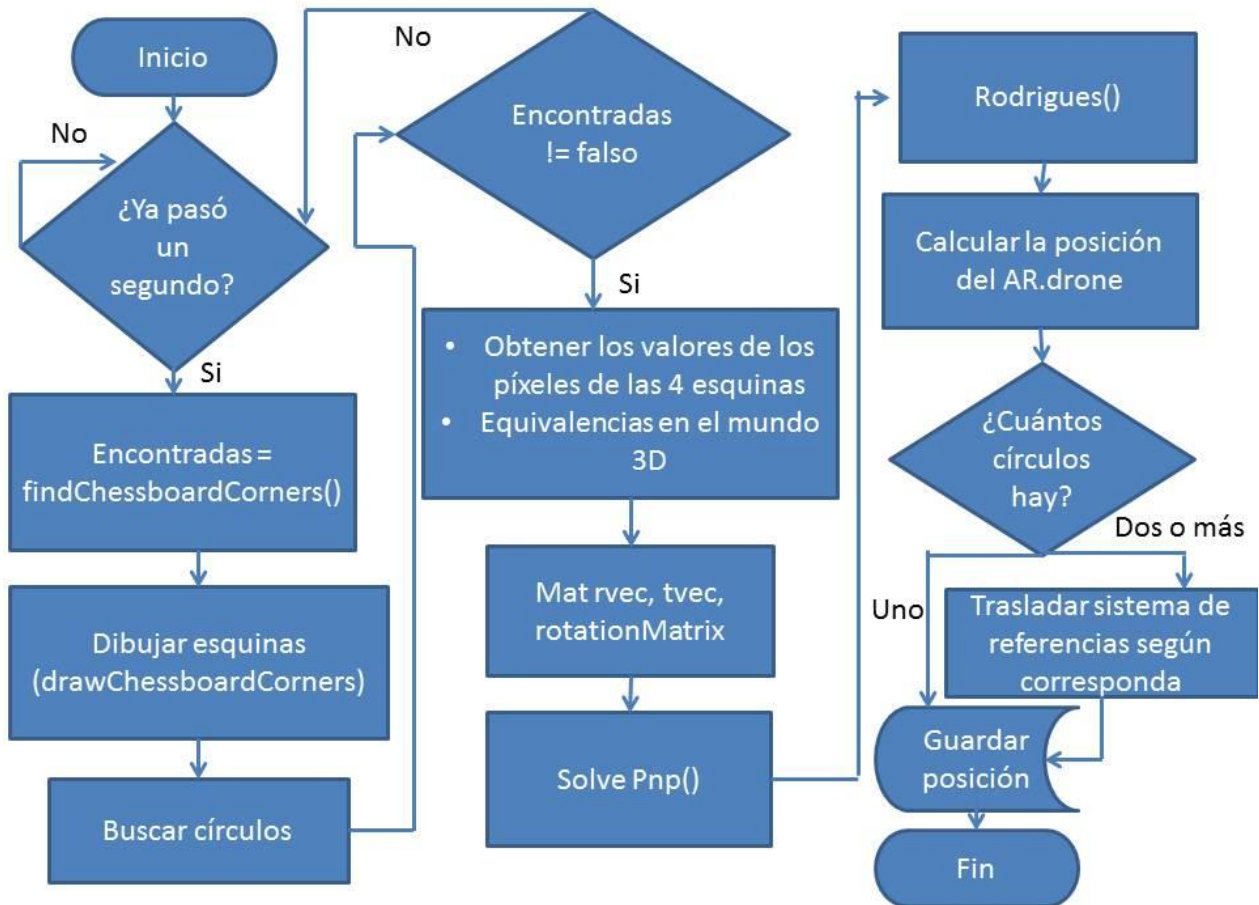 Inicio
No
¿Ya pasó
un
segundo?
Si
Encontradas =
findChessboardCorners()
Dibujar esquinas
(drawChessboardCorners)
Buscar círculos
No
Encontradas
!= falso
Si
• Obtener los valores de los
píxeles de las 4 esquinas
• Equivalencias en el mundo
3D
Mat rvec, tvec,
rotationMatrix
Solve Pnp()
Rodrigues()
Calcular la posición
del AR.drone
¿Cuántos
círculos
hay?
Dos o más
Uno
Trasladar sistema de
referencias según
corresponda
Guardar
posición
Fin